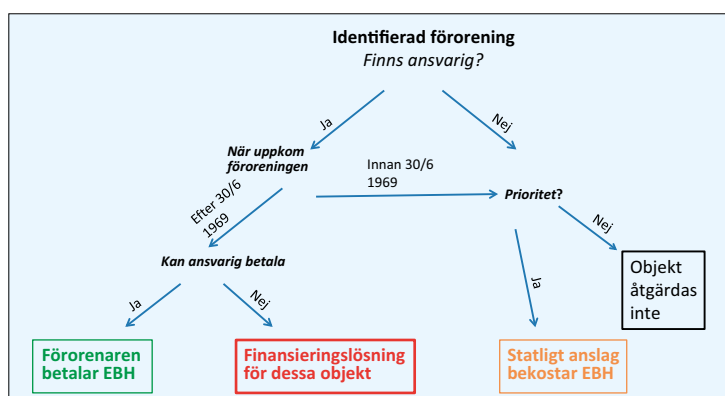 Identifierad förorening
Finns ansvarig?
Ja
Nej
När uppkom
föroreningen
Innan 30/6
1969
Prioritet?
Efter 30/6
1969
Nej
Kan ansvarig betala
Objekt
åtgärdas
inte
Ja
Nej
Ja
Förorenaren
betalar EBH
Finansieringslösning
för dessa objekt
Statligt anslag
bekostar EBH